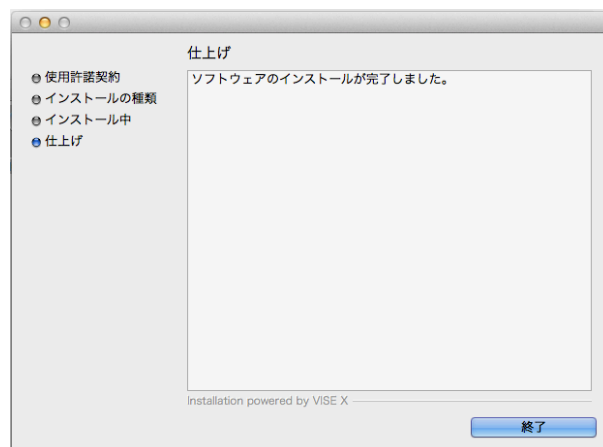 仕上げ
使用許諾契約
インストールの種類
インストール中
仕上げ
ソフトウェアのインストールが完了しました。
Installation powered by VISE X
終了